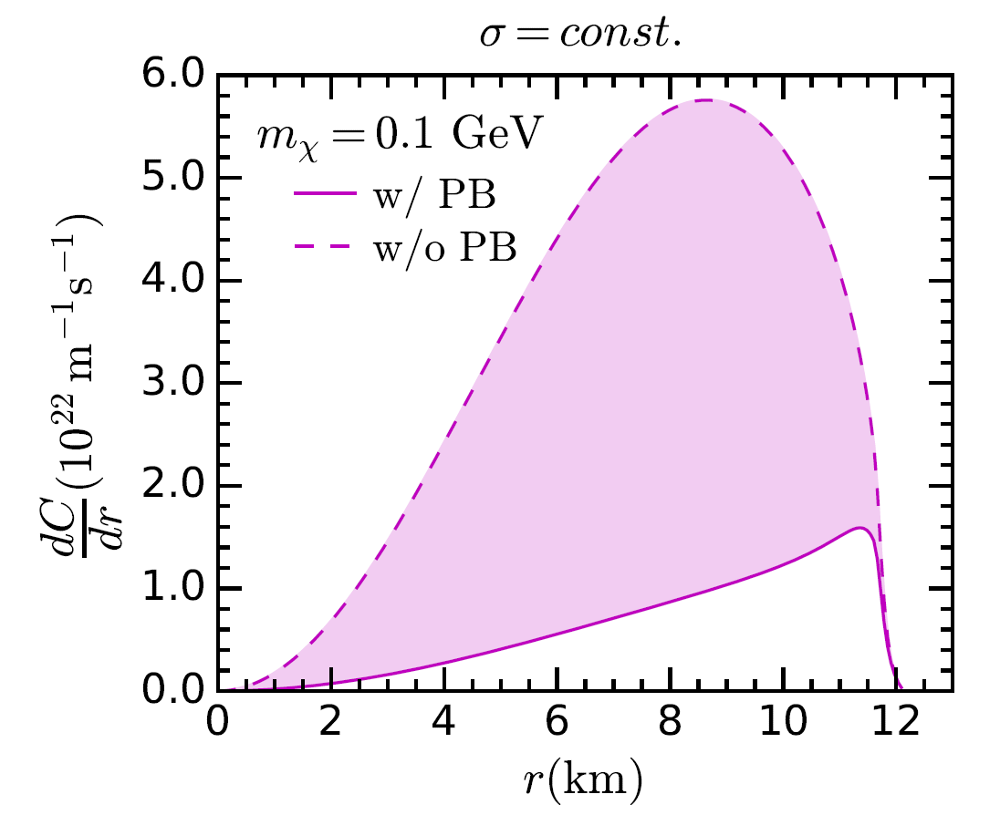 σ = const.
6.0
5.0
4.0
3.0
2.0
1.0
0.0
dC/dr (10^22 m^−1 s^−1)
m_χ = 0.1 GeV
w/ PB
w/o PB
0 2 4 6 8 10 12
r(km)